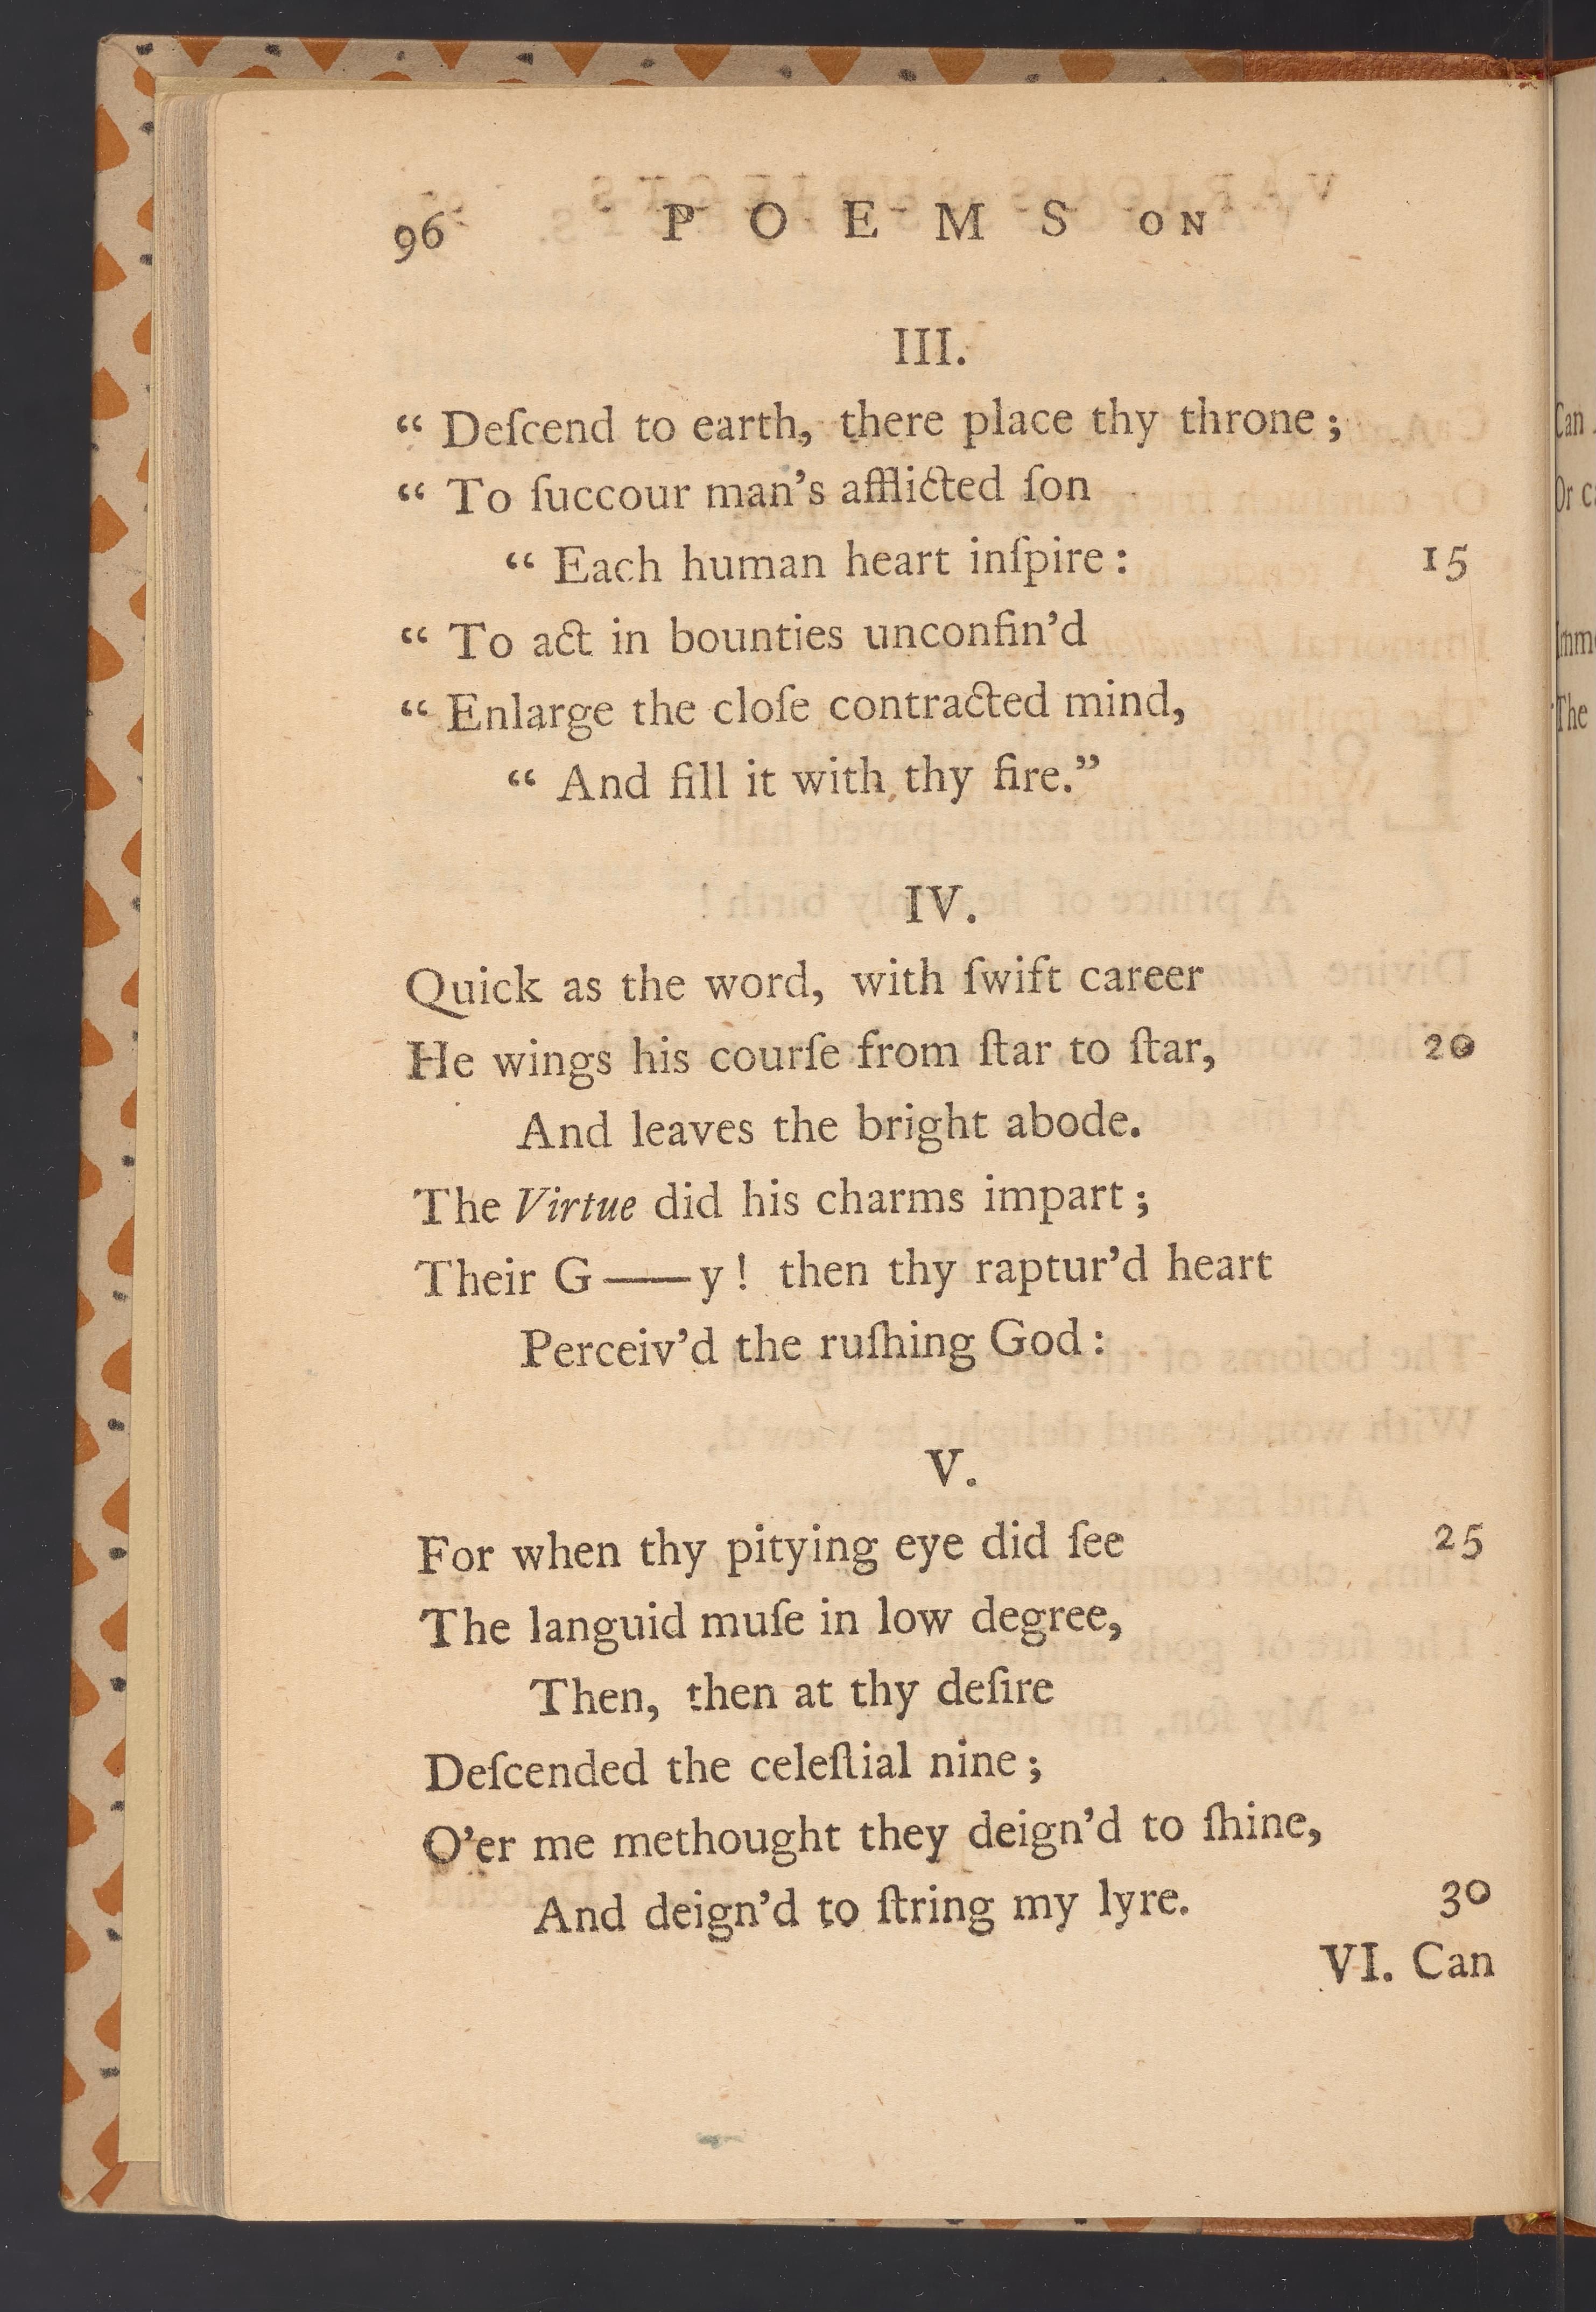 96 POEMS ON
III.
“ Deſcend to earth, there place thy throne;
“ To ſuccour man’s afflicted ſon
“ Each human heart inſpire:
15
“ To act in bounties unconfin’d
“ Enlarge the cloſe contracted mind,
“ And fill it with thy fire.”
IV.
Quick as the word, with ſwift career
He wings his courſe from ſtar to ſtar,
20
And leaves the bright abode.
The Virtue did his charms impart;
Their G——y! then thy raptur’d heart
Perceiv’d the ruſhing God:
V.
For when thy pitying eye did ſee
25
The languid muſe in low degree,
Then, then at thy deſire
Deſcended the celeſtial nine;
O’er me methought they deign’d to ſhine,
And deign’d to ſtring my lyre.
30
VI. Can
Can
Or
The